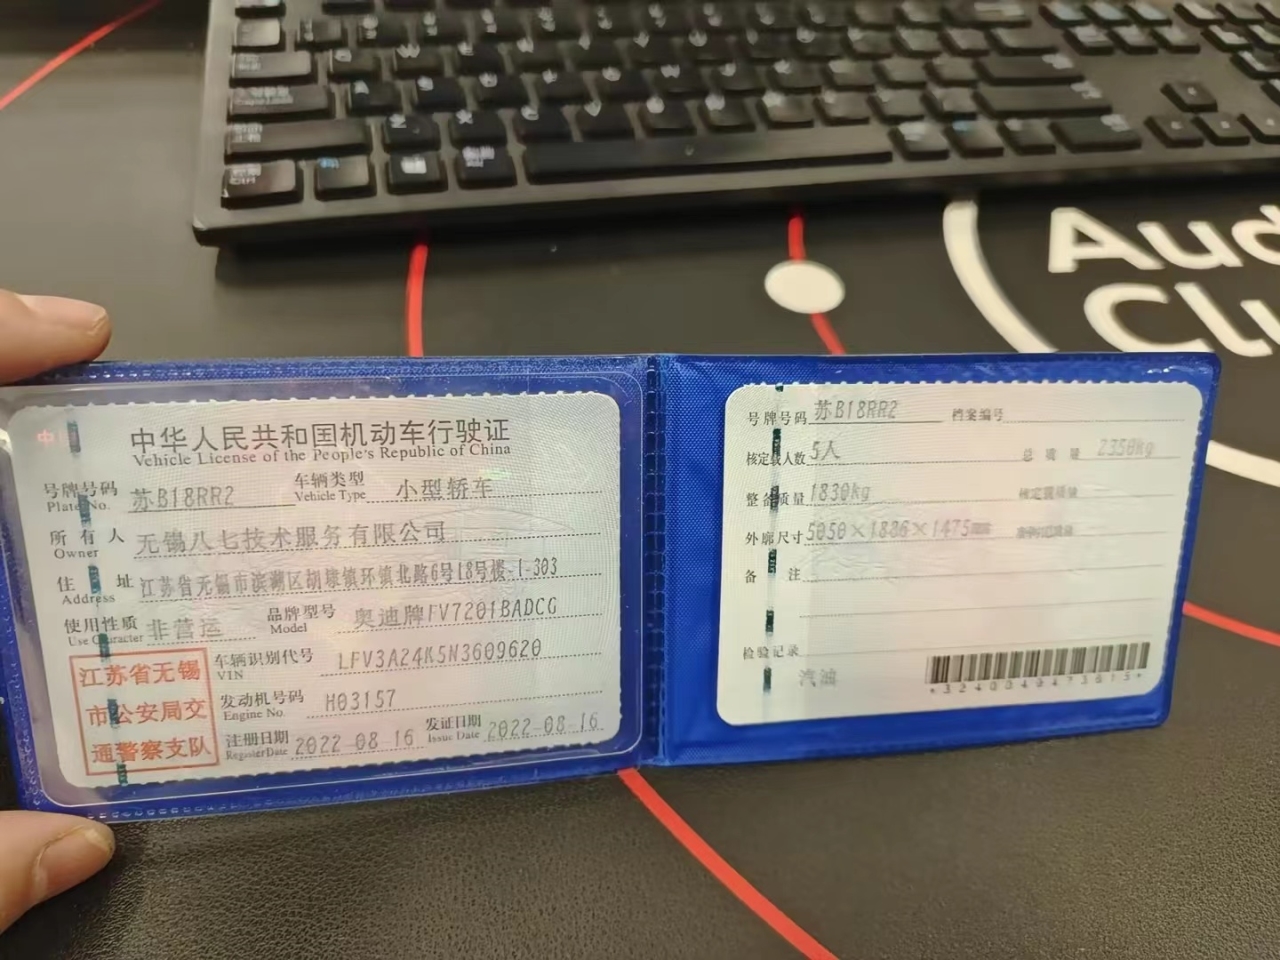 Aud
Clu
中华人民共和国机动车行驶证
Vehicle License of the People's Republic of China
号牌号码 苏B18RR2 车辆类型 小型轿车
Plate No. Vehicle Type
所有人 无锡八七技术服务有限公司
Owner
住址 江苏省无锡市滨湖区胡埭镇环镇北路6号18号楼-1-303
Address
使用性质 非营运 品牌型号 奥迪牌FV7201BADCG
Use Character Model
江苏省无锡
市公安局交
通警察支队
车辆识别代号 LFV3A24K5N3609620
VIN
发动机号码 H03157
Engine No.
注册日期 2022-08-16 发证日期 2022-08-16
Register Date Issue Date
号牌号码 苏B18RR2 档案编号
核定载人数 5人 总质量 2350kg
整备质量 1830kg 核定载质量
外廓尺寸 5050×1886×1475mm
备注
检验记录
汽油